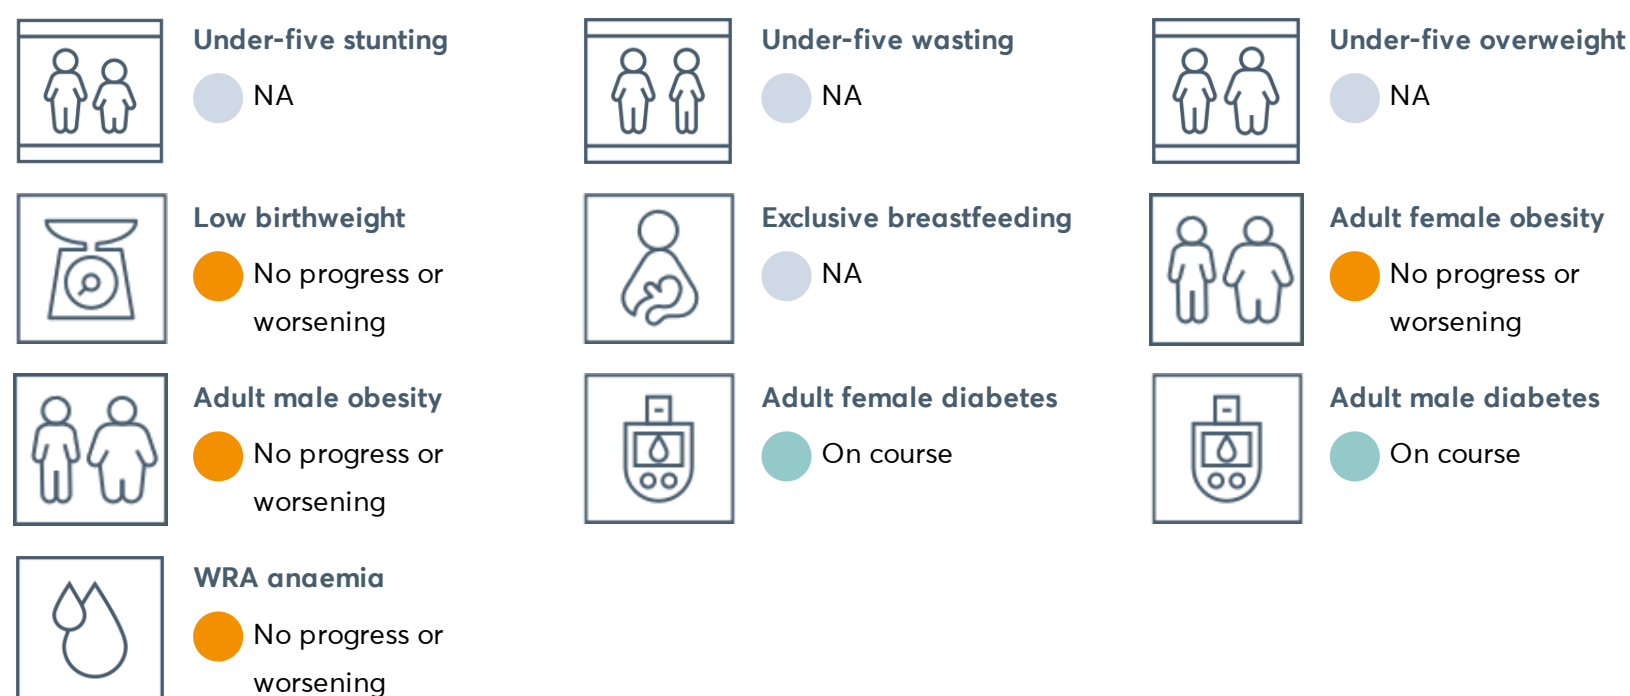 Under-five stunting
NA
Under-five wasting
NA
Under-five overweight
NA
Low birthweight
No progress or
worsening
Exclusive breastfeeding
NA
Adult female obesity
No progress or
worsening
Adult male obesity
No progress or
worsening
Adult female diabetes
On course
Adult male diabetes
On course
WRA anaemia
No progress or
worsening